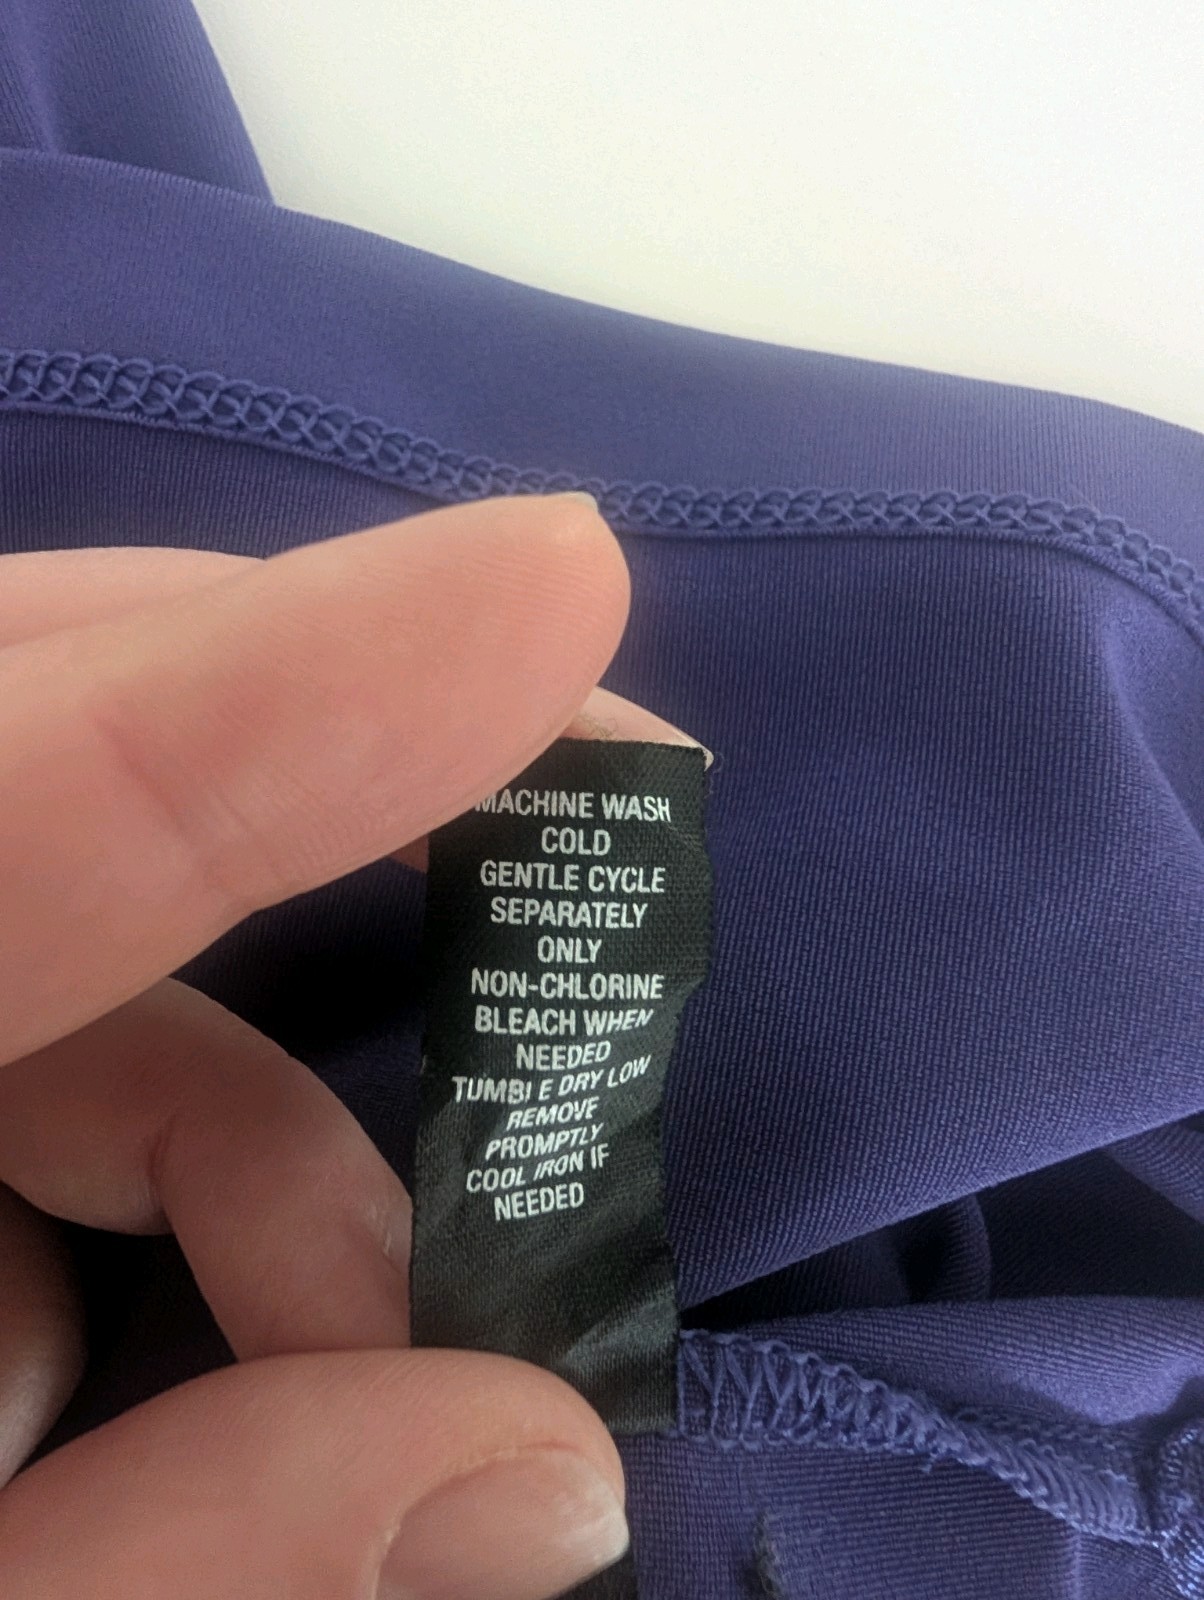 MACHINE WASH
COLD
GENTLE CYCLE
SEPARATELY
ONLY
NON-CHLORINE
BLEACH WHEN
NEEDED
TUMBLE DRY LOW
REMOVE
PROMPTLY
COOL IRON IF
NEEDED